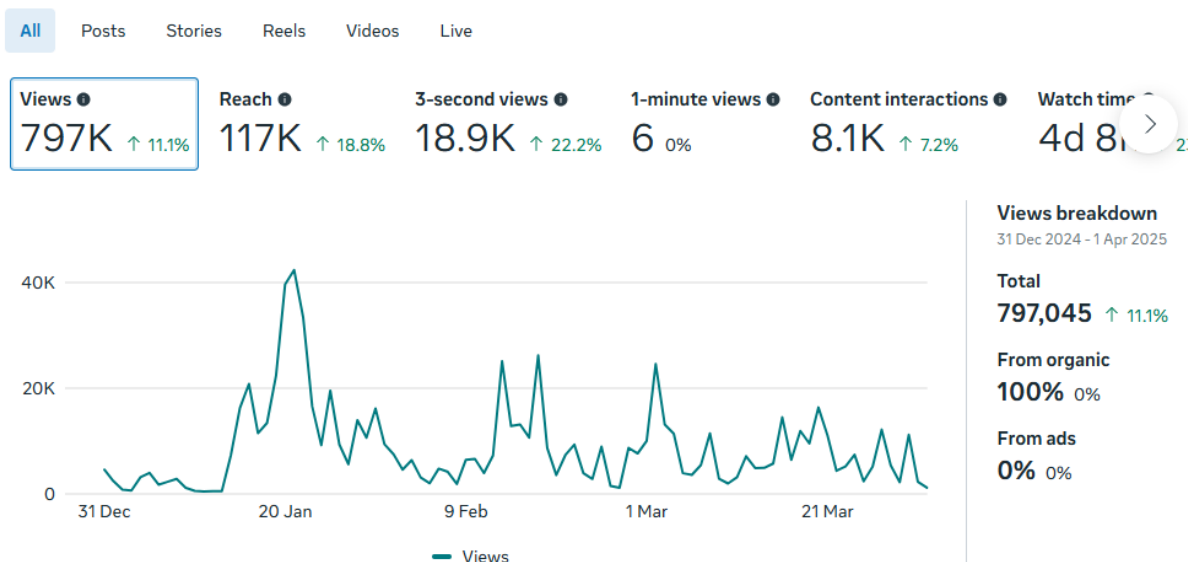 All Posts Stories Reels Videos Live
Views Reach 3-second views 1-minute views Content interactions Watch time
797K ↑ 11.1% 117K ↑ 18.8% 18.9K ↑ 22.2% 6 0% 8.1K ↑ 7.2% 4d
Views breakdown
31 Dec 2024 - 1 Apr 2025
Total
797,045 ↑ 11.1%
From organic
100% 0%
From ads
0% 0%
40K
20K
0
31 Dec 20 Jan 9 Feb 1 Mar 21 Mar
Views